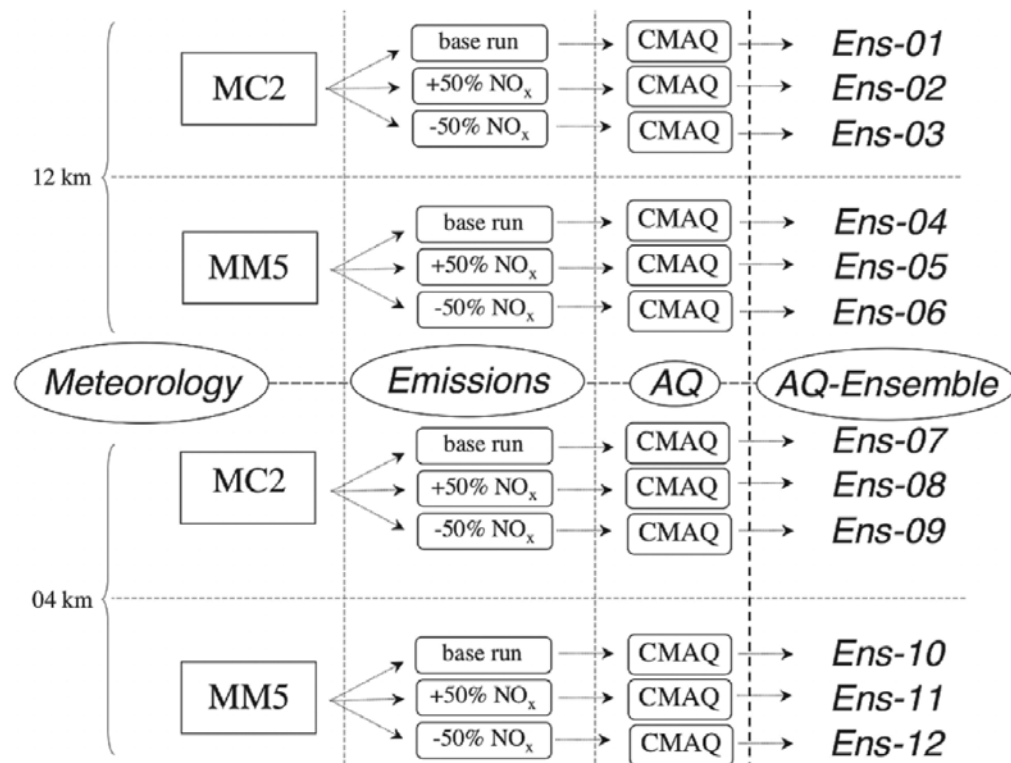 base run CMAQ Ens-01
MC2 +50% NOₓ CMAQ Ens-02
-50% NOₓ CMAQ Ens-03
12 km
base run CMAQ Ens-04
MM5 +50% NOₓ CMAQ Ens-05
-50% NOₓ CMAQ Ens-06
Meteorology Emissions AQ AQ-Ensemble
base run CMAQ Ens-07
MC2 +50% NOₓ CMAQ Ens-08
-50% NOₓ CMAQ Ens-09
04 km
base run CMAQ Ens-10
MM5 +50% NOₓ CMAQ Ens-11
-50% NOₓ CMAQ Ens-12